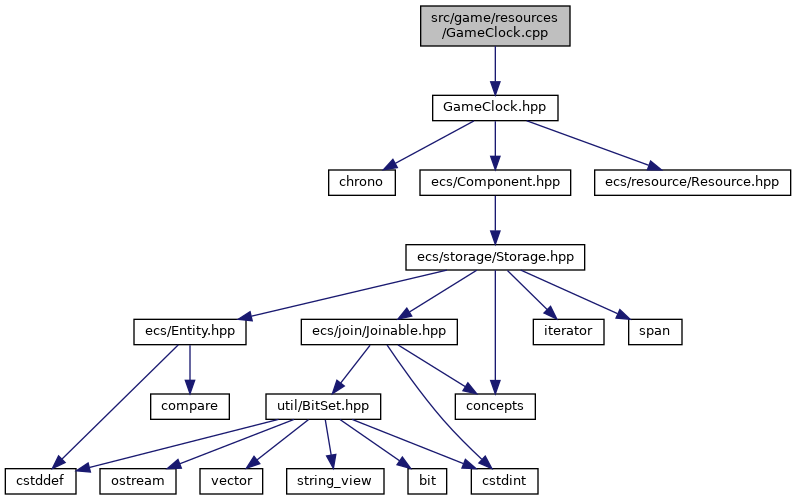 src/game/resources
/GameClock.cpp
GameClock.hpp
chrono
ecs/Component.hpp
ecs/resource/Resource.hpp
ecs/storage/Storage.hpp
ecs/Entity.hpp
ecs/join/Joinable.hpp
iterator
span
compare
util/BitSet.hpp
concepts
cstddef
ostream
vector
string_view
bit
cstdint